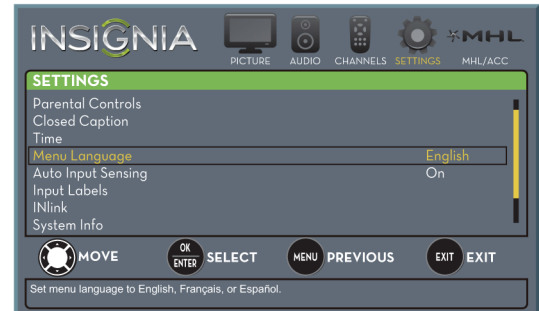 INSIGNIA
PICTURE AUDIO CHANNELS SETTINGS MHL/ACC
MHL
SETTINGS
Parental Controls
Closed Caption
Time
Menu Language English
Auto Input Sensing On
Input Labels
INlink
System Info
MOVE OK ENTER SELECT MENU PREVIOUS EXIT EXIT
Set menu language to English, Français, or Español.